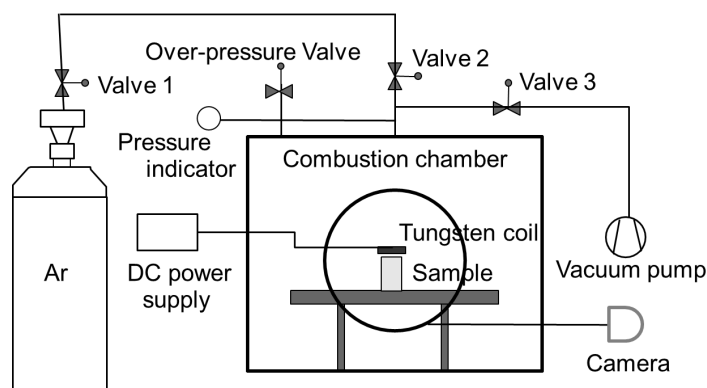 Over-pressure Valve
Valve 2
Valve 1
Valve 3
Pressure
indicator
Combustion chamber
Tungsten coil
Ar
DC power
supply
Sample
Vacuum pump
Camera